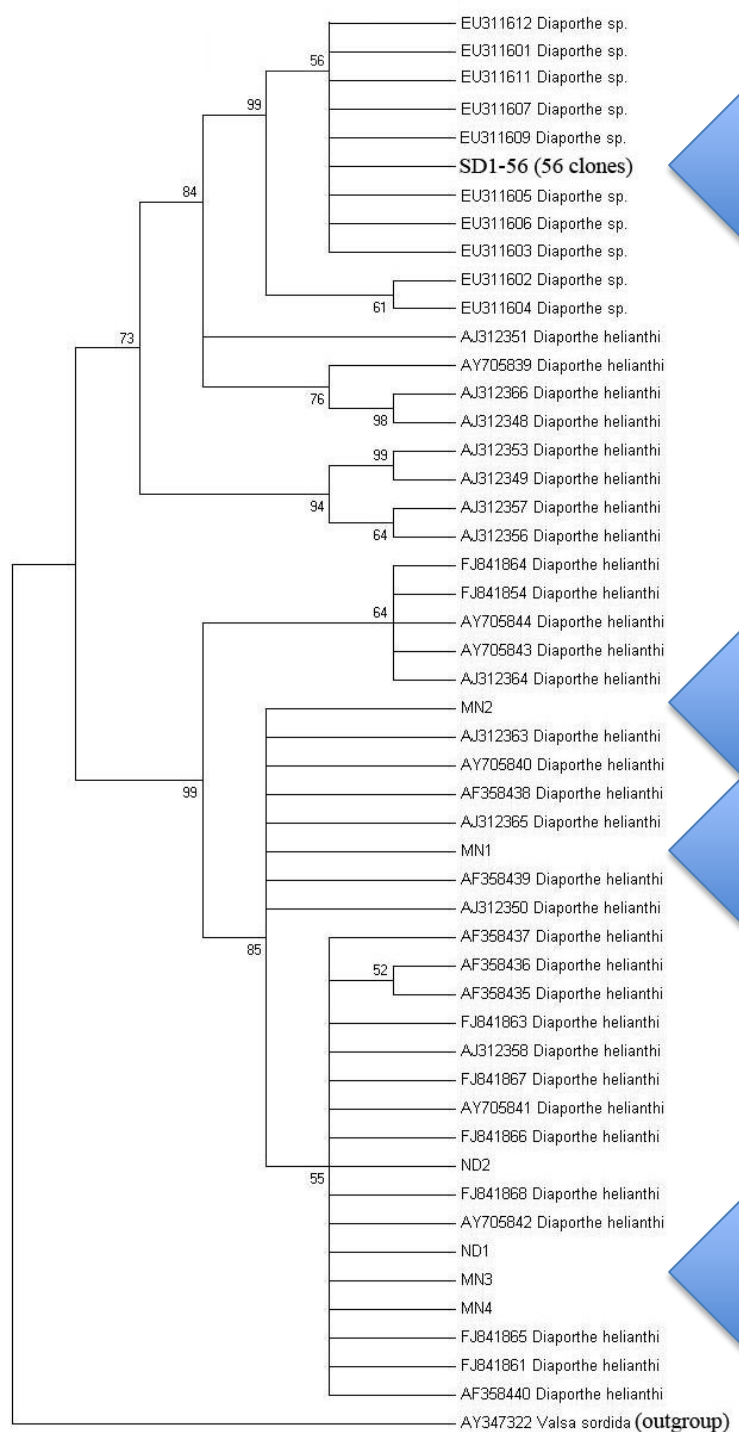 EU311612 Diaporthe sp.
EU311601 Diaporthe sp.
56
EU311611 Diaporthe sp.
99
EU311607 Diaporthe sp.
EU311609 Diaporthe sp.
SD1-56 (56 clones)
84
EU311605 Diaporthe sp.
EU311606 Diaporthe sp.
EU311603 Diaporthe sp.
EU311602 Diaporthe sp.
61
EU311604 Diaporthe sp.
73
AJ312351 Diaporthe helianthi
AY705839 Diaporthe helianthi
76
AJ312366 Diaporthe helianthi
98
AJ312348 Diaporthe helianthi
99
AJ312353 Diaporthe helianthi
AJ312349 Diaporthe helianthi
94
AJ312357 Diaporthe helianthi
64
AJ312356 Diaporthe helianthi
FJ841864 Diaporthe helianthi
FJ841854 Diaporthe helianthi
64
AY705844 Diaporthe helianthi
AY705843 Diaporthe helianthi
AJ312364 Diaporthe helianthi
MN2
AJ312363 Diaporthe helianthi
AY705840 Diaporthe helianthi
99
AF358438 Diaporthe helianthi
AJ312365 Diaporthe helianthi
MN1
AF358439 Diaporthe helianthi
AJ312350 Diaporthe helianthi
85
AF358437 Diaporthe helianthi
52
AF358436 Diaporthe helianthi
AF358435 Diaporthe helianthi
FJ841863 Diaporthe helianthi
AJ312358 Diaporthe helianthi
FJ841867 Diaporthe helianthi
AY705841 Diaporthe helianthi
FJ841866 Diaporthe helianthi
ND2
55
FJ841868 Diaporthe helianthi
AY705842 Diaporthe helianthi
ND1
MN3
MN4
FJ841865 Diaporthe helianthi
FJ841861 Diaporthe helianthi
AF358440 Diaporthe helianthi
AY347322 Valsa sordida (outgroup)